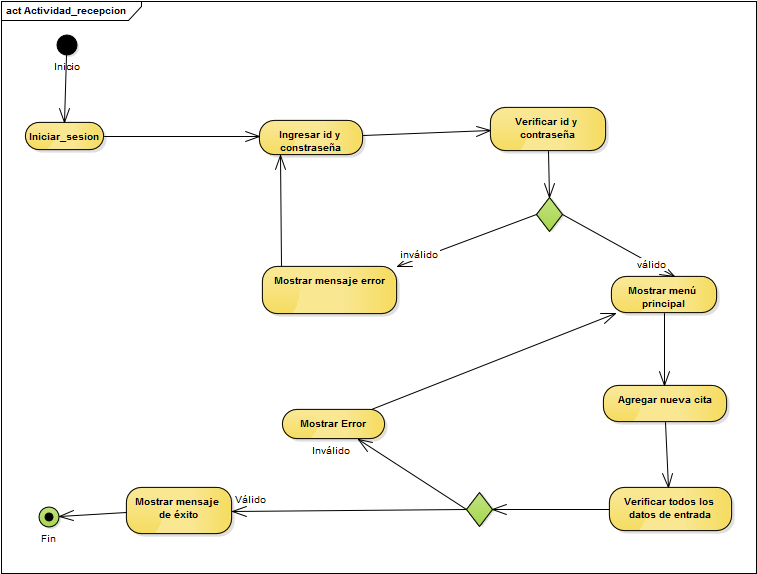 act Actividad_recepcion
Inicio
Iniciar_sesion
Ingresar id y
constraseña
Verificar id y
contraseña
inválido
válido
Mostrar mensaje error
Mostrar menú
principal
Agregar nueva cita
Mostrar Error
Inválido
Verificar todos los
datos de entrada
Válido
Mostrar mensaje
de éxito
Fin